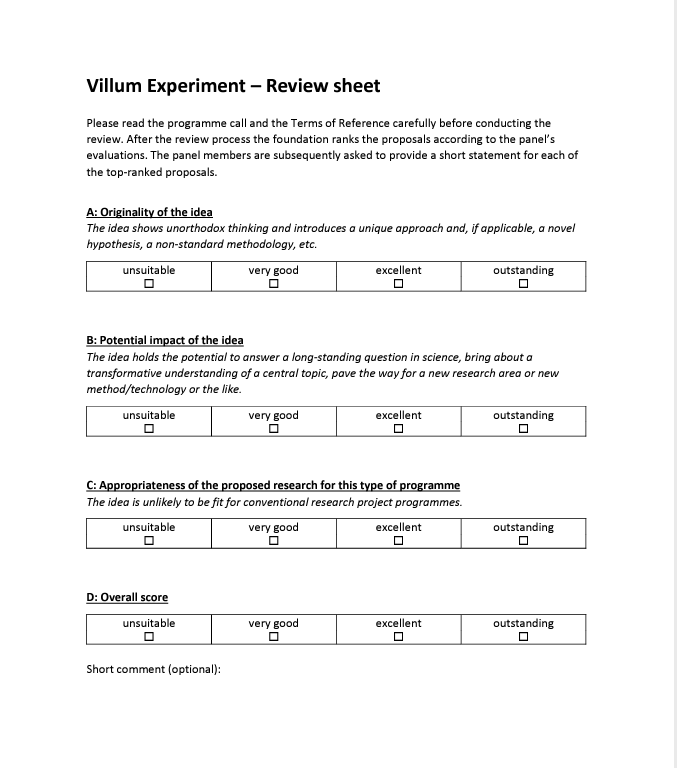 Villum Experiment – Review sheet
Please read the programme call and the Terms of Reference carefully before conducting the
review. After the review process the foundation ranks the proposals according to the panel's
evaluations. The panel members are subsequently asked to provide a short statement for each of
the top-ranked proposals.
A: Originality of the idea
The idea shows unorthodox thinking and introduces a unique approach and, if applicable, a novel
hypothesis, a non-standard methodology, etc.
unsuitable very good excellent outstanding
☐ ☐ ☐ ☐
B: Potential impact of the idea
The idea holds the potential to answer a long-standing question in science, bring about a
transformative understanding of a central topic, pave the way for a new research area or new
method/technology or the like.
unsuitable very good excellent outstanding
☐ ☐ ☐ ☐
C: Appropriateness of the proposed research for this type of programme
The idea is unlikely to be fit for conventional research project programmes.
unsuitable very good excellent outstanding
☐ ☐ ☐ ☐
D: Overall score
unsuitable very good excellent outstanding
☐ ☐ ☐ ☐
Short comment (optional):